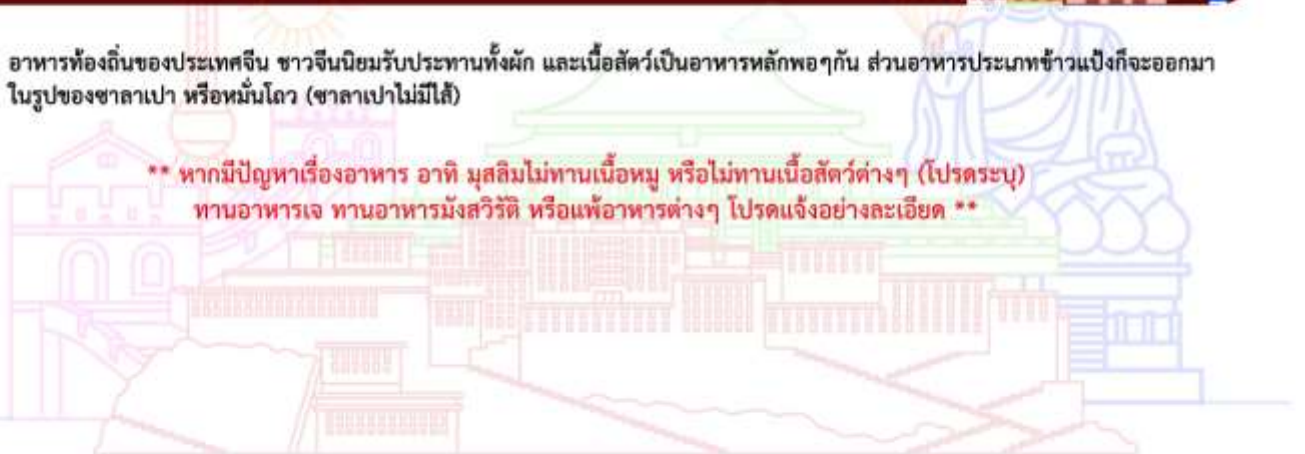 อาหารท้องถิ่นของประเทศจีน ชาวจีนนิยมรับประทานทั้งผัก และเนื้อสัตว์เป็นอาหารหลักพอๆกัน ส่วนอาหารประเภทข้าวแป้งก็จะออกมา
ในรูปของซาลาเปา หรือหมั่นโถว (ซาลาเปาไม่มีไส้)
** หากมีปัญหาเรื่องอาหาร อาทิ มุสลิมไม่ทานเนื้อหมู หรือไม่ทานเนื้อสัตว์ต่างๆ (โปรดระบุ)
ทานอาหารเจ ทานอาหารมังสวิรัติ หรือแพ้อาหารต่างๆ โปรดแจ้งอย่างละเอียด **